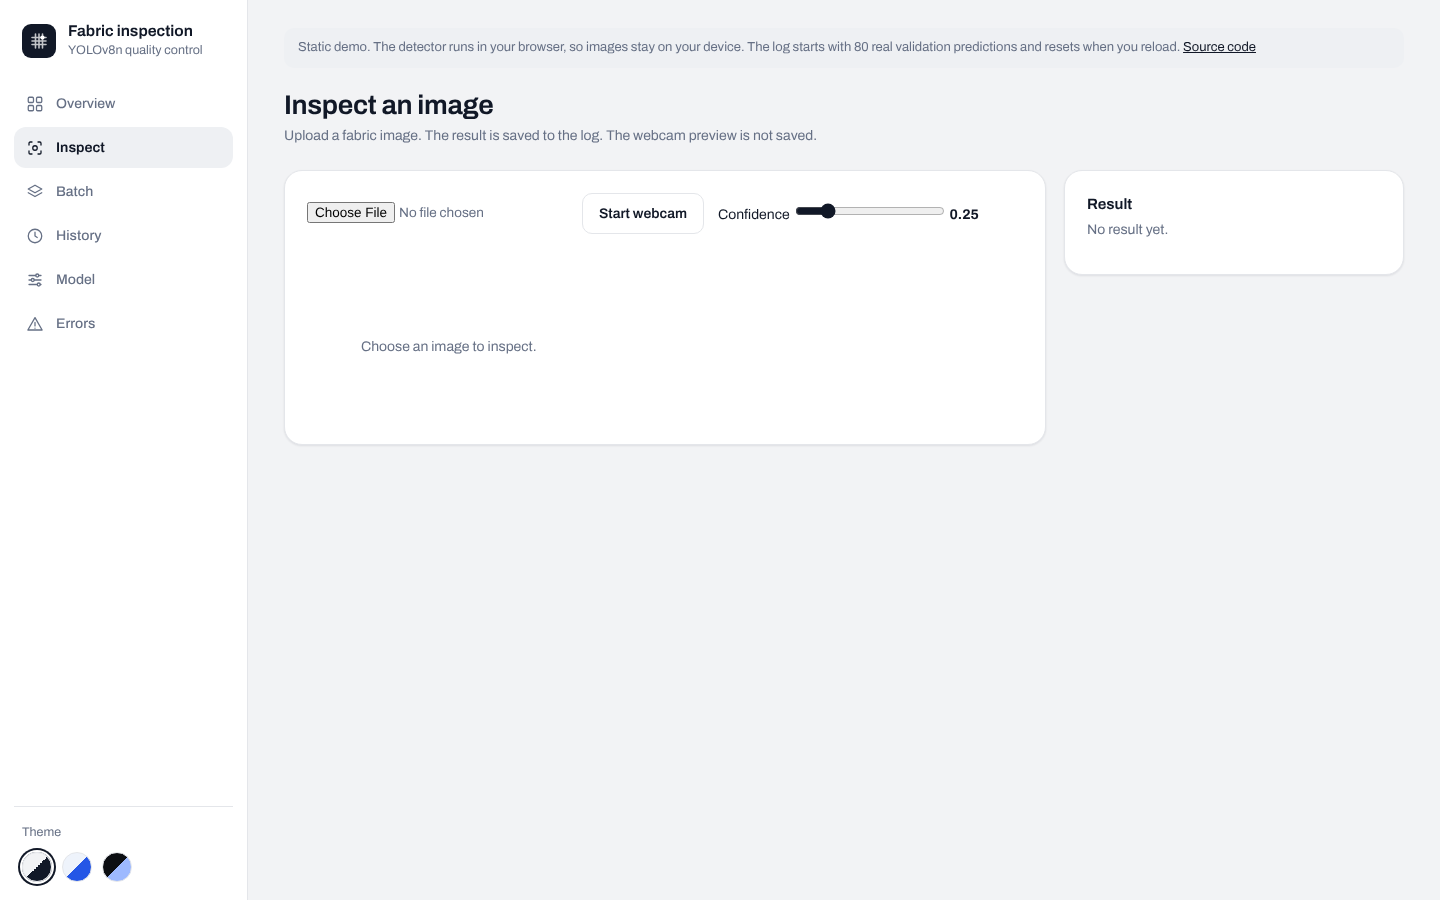 Fabric inspection
YOLOv8n quality control
Overview
Inspect
Batch
History
Model
Errors
Theme
Static demo. The detector runs in your browser, so images stay on your device. The log starts with 80 real validation predictions and resets when you reload. Source code
Inspect an image
Upload a fabric image. The result is saved to the log. The webcam preview is not saved.
Choose File No file chosen
Start webcam
Confidence 0.25
Choose an image to inspect.
Result
No result yet.